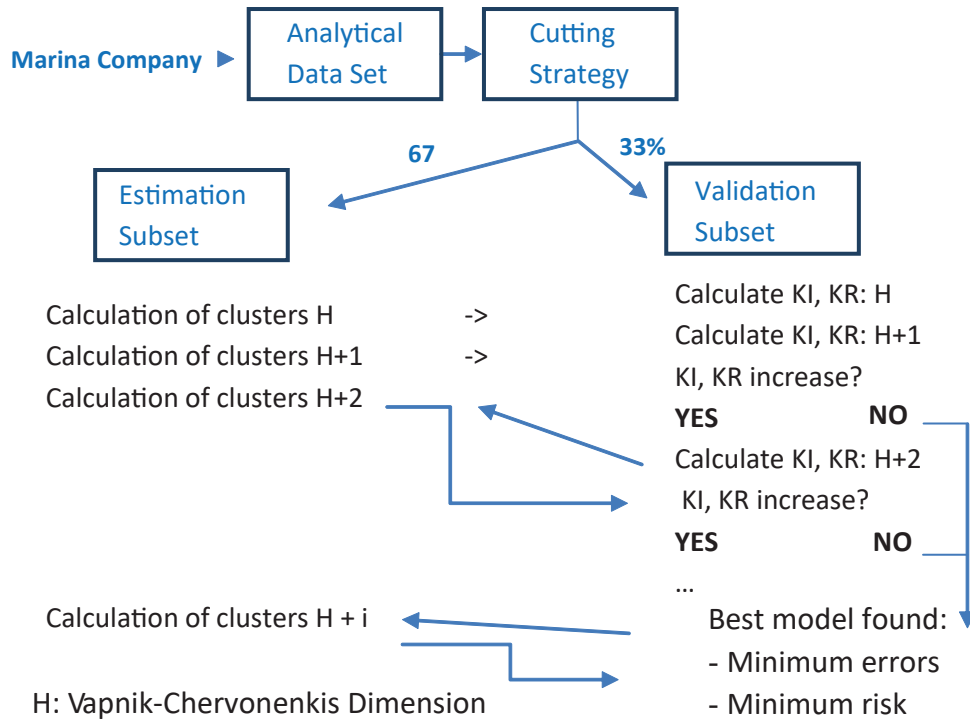 Marina Company
Analytical
Data Set
Cutting
Strategy
67
33%
Estimation
Subset
Validation
Subset
Calculation of clusters H ->
Calculation of clusters H+1 ->
Calculation of clusters H+2
Calculate KI, KR: H
Calculate KI, KR: H+1
KI, KR increase?
YES NO
Calculate KI, KR: H+2
KI, KR increase?
YES NO
...
Calculation of clusters H + i
Best model found:
- Minimum errors
- Minimum risk
H: Vapnik-Chervonenkis Dimension